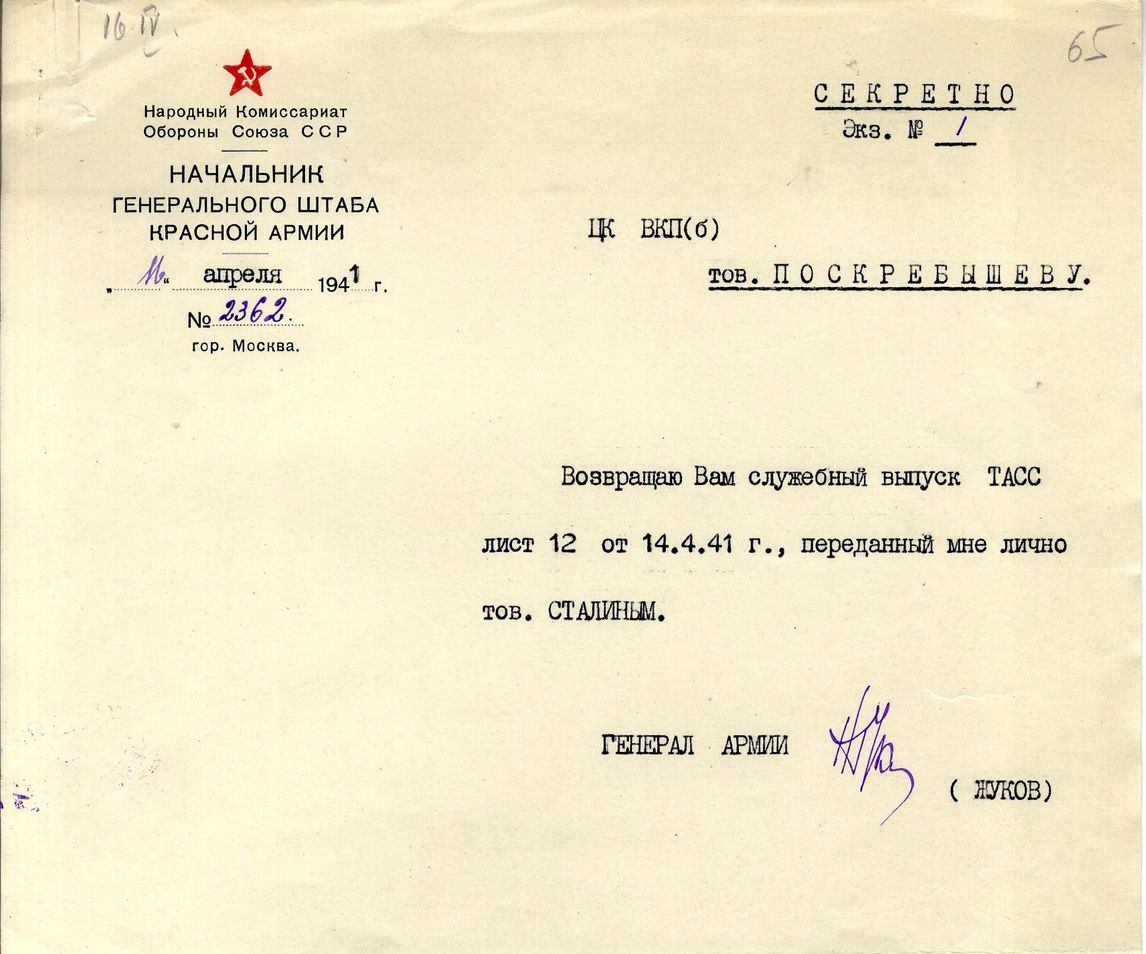 16 IV.
65
Народный Комиссариат
Обороны Союза ССР
НАЧАЛЬНИК
ГЕНЕРАЛЬНОГО ШТАБА
КРАСНОЙ АРМИИ
„16“ апреля 1941 г.
№ 2362.
гор. Москва.
СЕКРЕТНО
Экз. № 1
ЦК ВКП(б)
тов. ПОСКРЕБЫШЕВУ.
Возвращаю Вам служебный выпуск ТАСС
лист 12 от 14.4.41 г., переданный мне лично
тов. СТАЛИНЫМ.
ГЕНЕРАЛ АРМИИ
( ЖУКОВ)